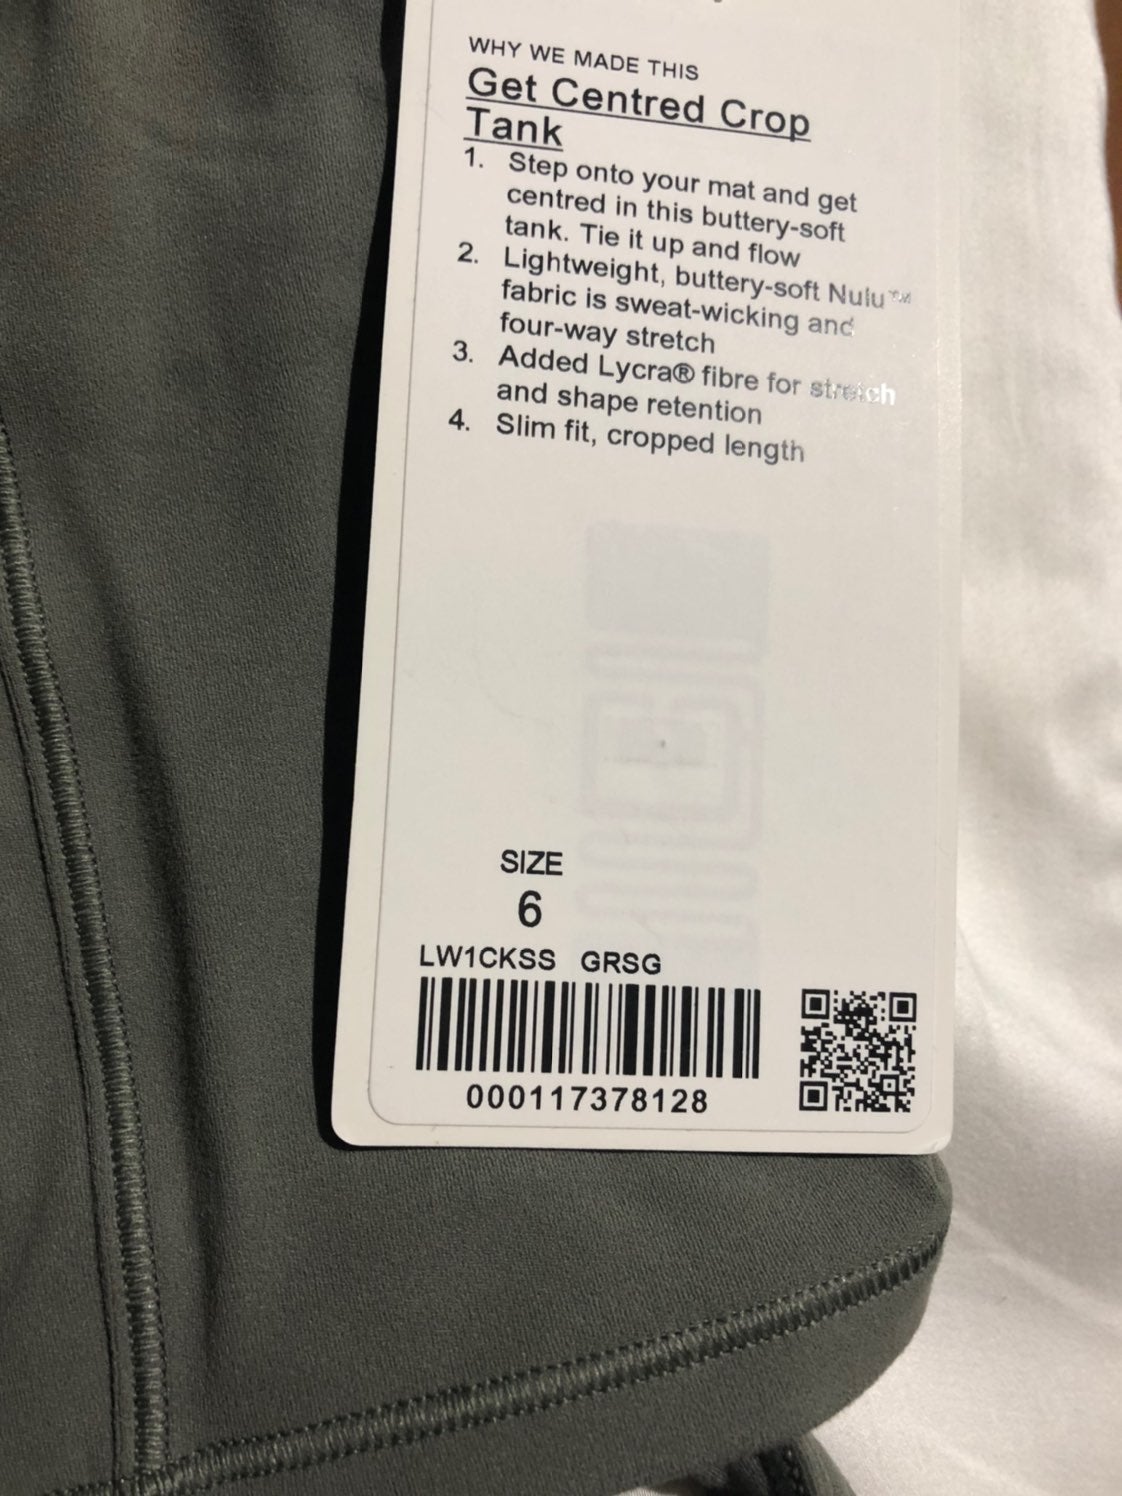 WHY WE MADE THIS
Get Centred Crop
Tank
1. Step onto your mat and get
centred in this buttery-soft
tank. Tie it up and flow
2. Lightweight, buttery-soft Nulu™
fabric is sweat-wicking and
four-way stretch
3. Added Lycra® fibre for stretch
and shape retention
4. Slim fit, cropped length
SIZE
6
LW1CKSS GRSG
000117378128